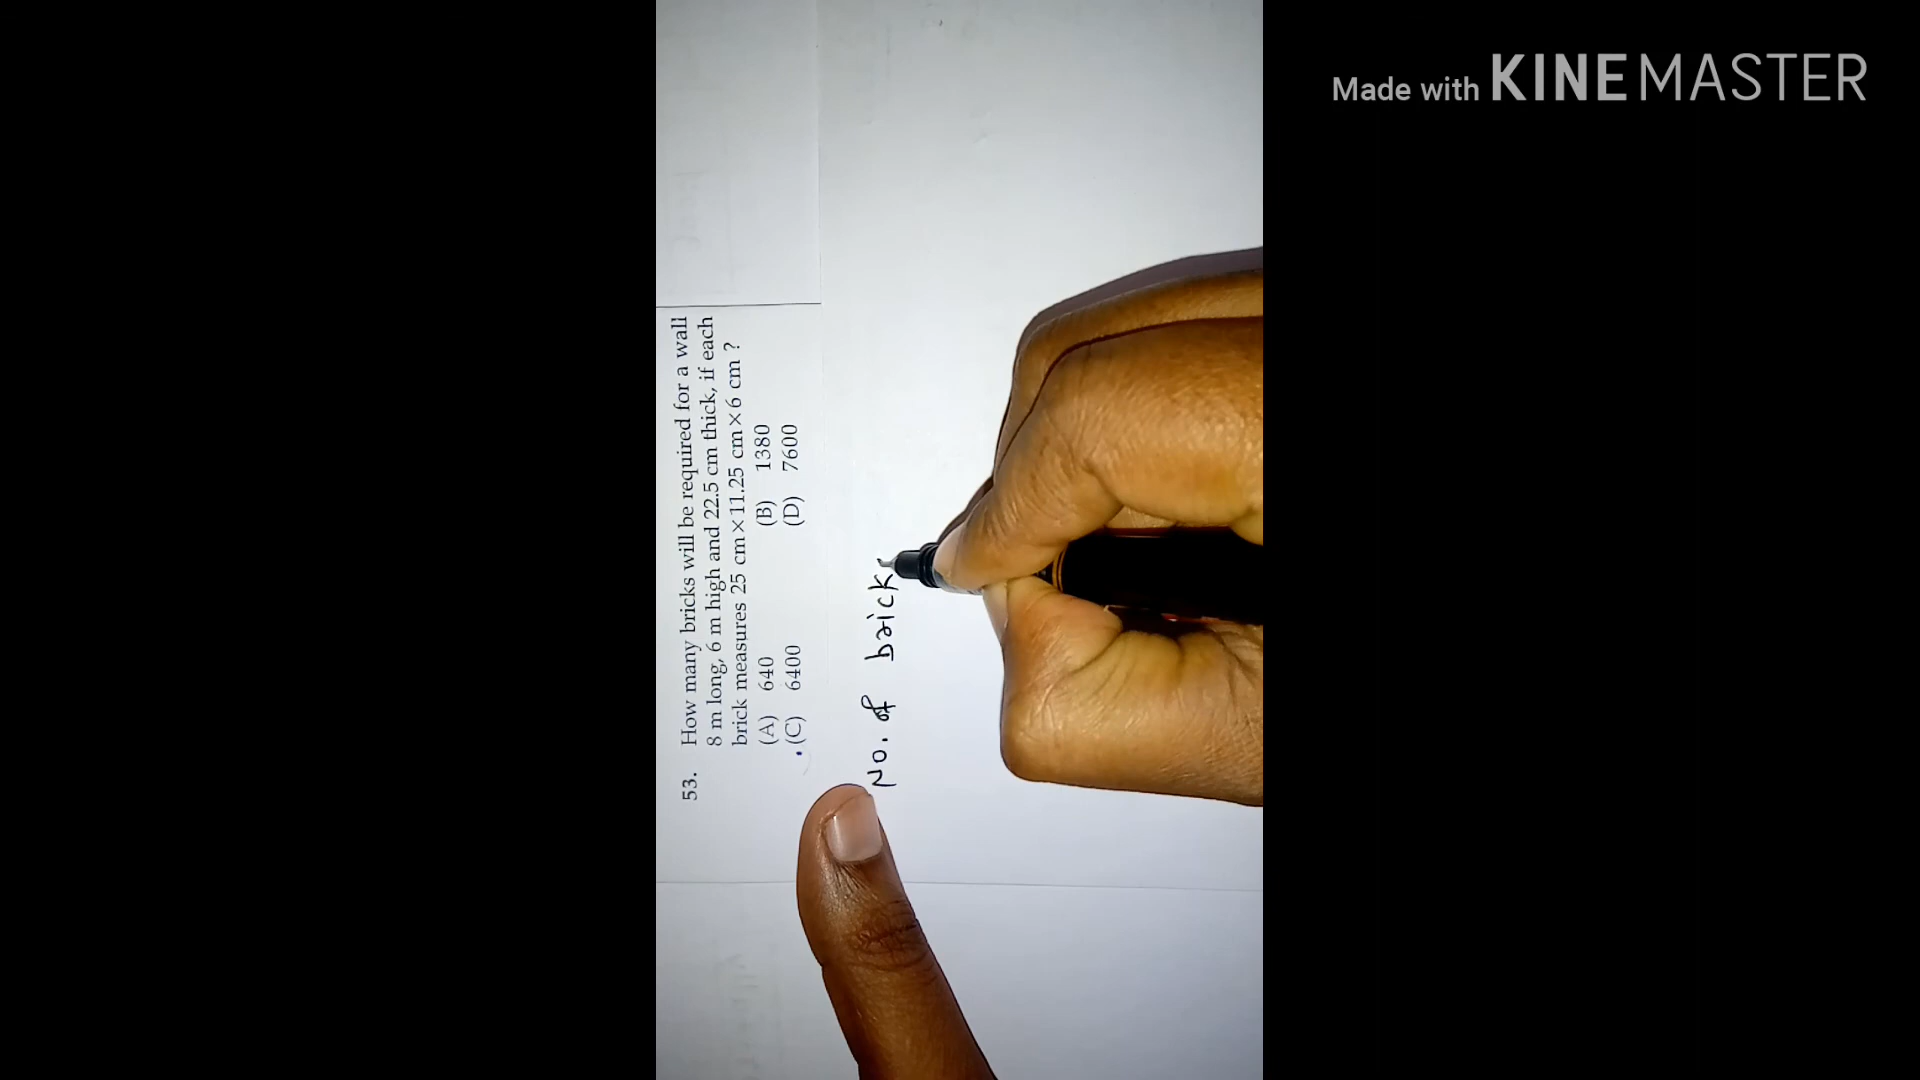 Made with KINEMASTER
53. How many bricks will be required for a wall
8 m long, 6 m high and 22.5 cm thick, if each
brick measures 25 cm×11.25 cm×6 cm ?
(A) 640 (B) 1380
(C) 6400 (D) 7600
No. of brick